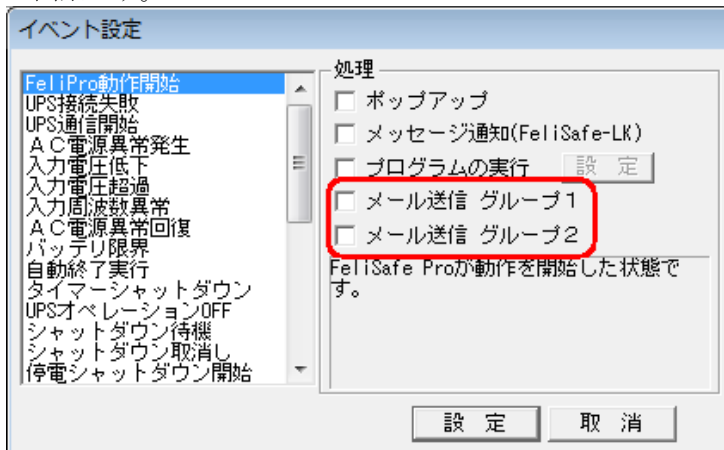 イベント設定
FeliPro動作開始
UPS接続失敗
UPS通信開始
AC電源異常発生
入力電圧低下
入力電圧超過
入力周波数異常
AC電源異常回復
バッテリ限界
自動終了実行
タイマーシャットダウン
UPSオペレーションOFF
シャットダウン待機
シャットダウン取消し
停電シャットダウン開始
処理
ポップアップ
メッセージ通知(FeliSafe-LK)
プログラムの実行 設 定
メール送信 グループ1
メール送信 グループ2
FeliSafe Proが動作を開始した状態で
す。
設 定 取 消